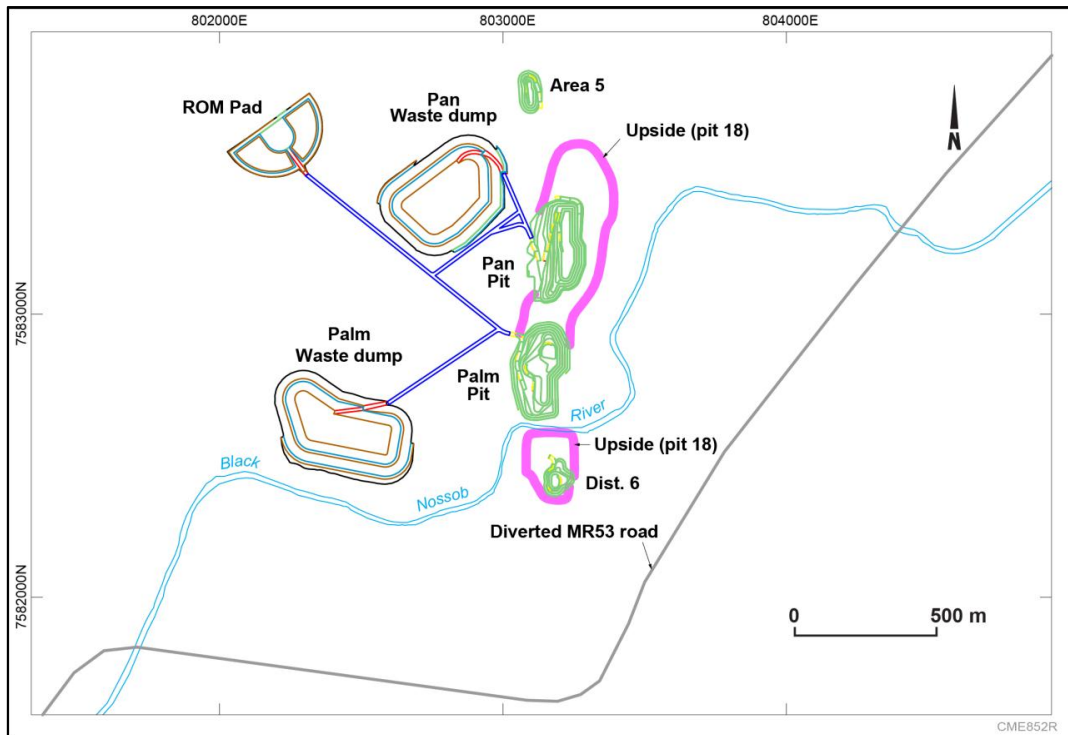 802000E
803000E
804000E
7583000N
7582000N
Area 5
ROM Pad
Pan
Waste dump
Upside (pit 18)
N
Pan
Pit
Palm
Waste dump
Palm
Pit
River
Upside (pit 18)
Black
Nossob
Dist. 6
Diverted MR53 road
0
500 m
CME852R